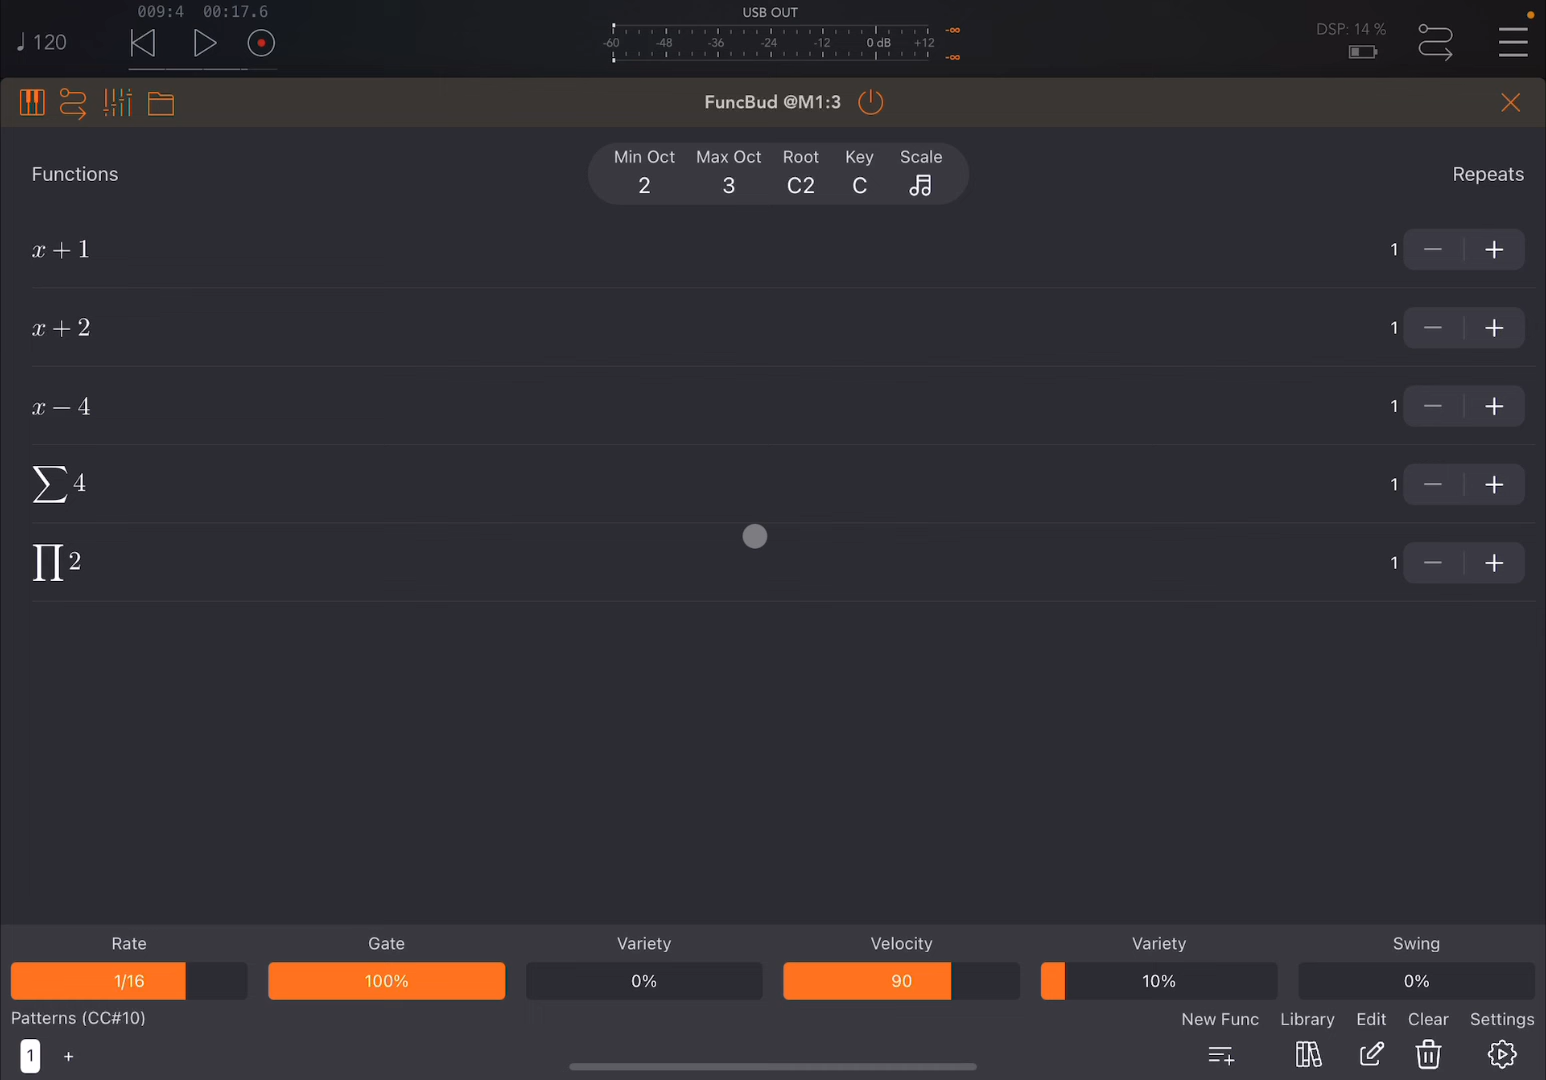 009:4 00:17.6
♩ 120
USB OUT
-60 -48 -36 -24 -12 0 dB +12
-∞
-∞
DSP: 14 %
FuncBud @M1:3
Functions
Min Oct Max Oct Root Key Scale
2 3 C2 C
Repeats
x + 1
1 − +
x + 2
1 − +
x − 4
1 − +
∑ 4
1 − +
∏ 2
1 − +
Rate Gate Variety Velocity Variety Swing
1/16 100% 0% 90 10% 0%
Patterns (CC#10)
New Func Library Edit Clear Settings
1 +